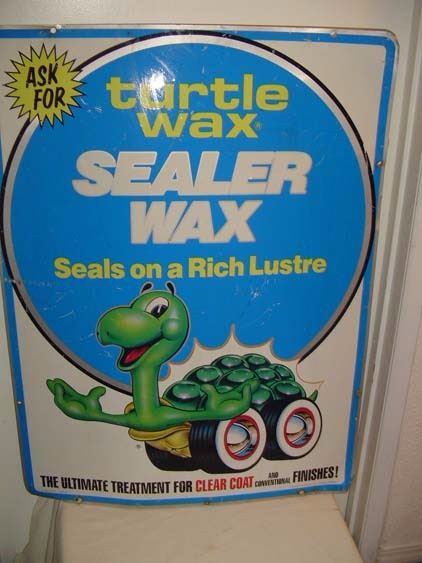 ASK
FOR
turtle
wax®
SEALER
WAX
Seals on a Rich Lustre
THE ULTIMATE TREATMENT FOR CLEAR COAT AND CONVENTIONAL FINISHES!